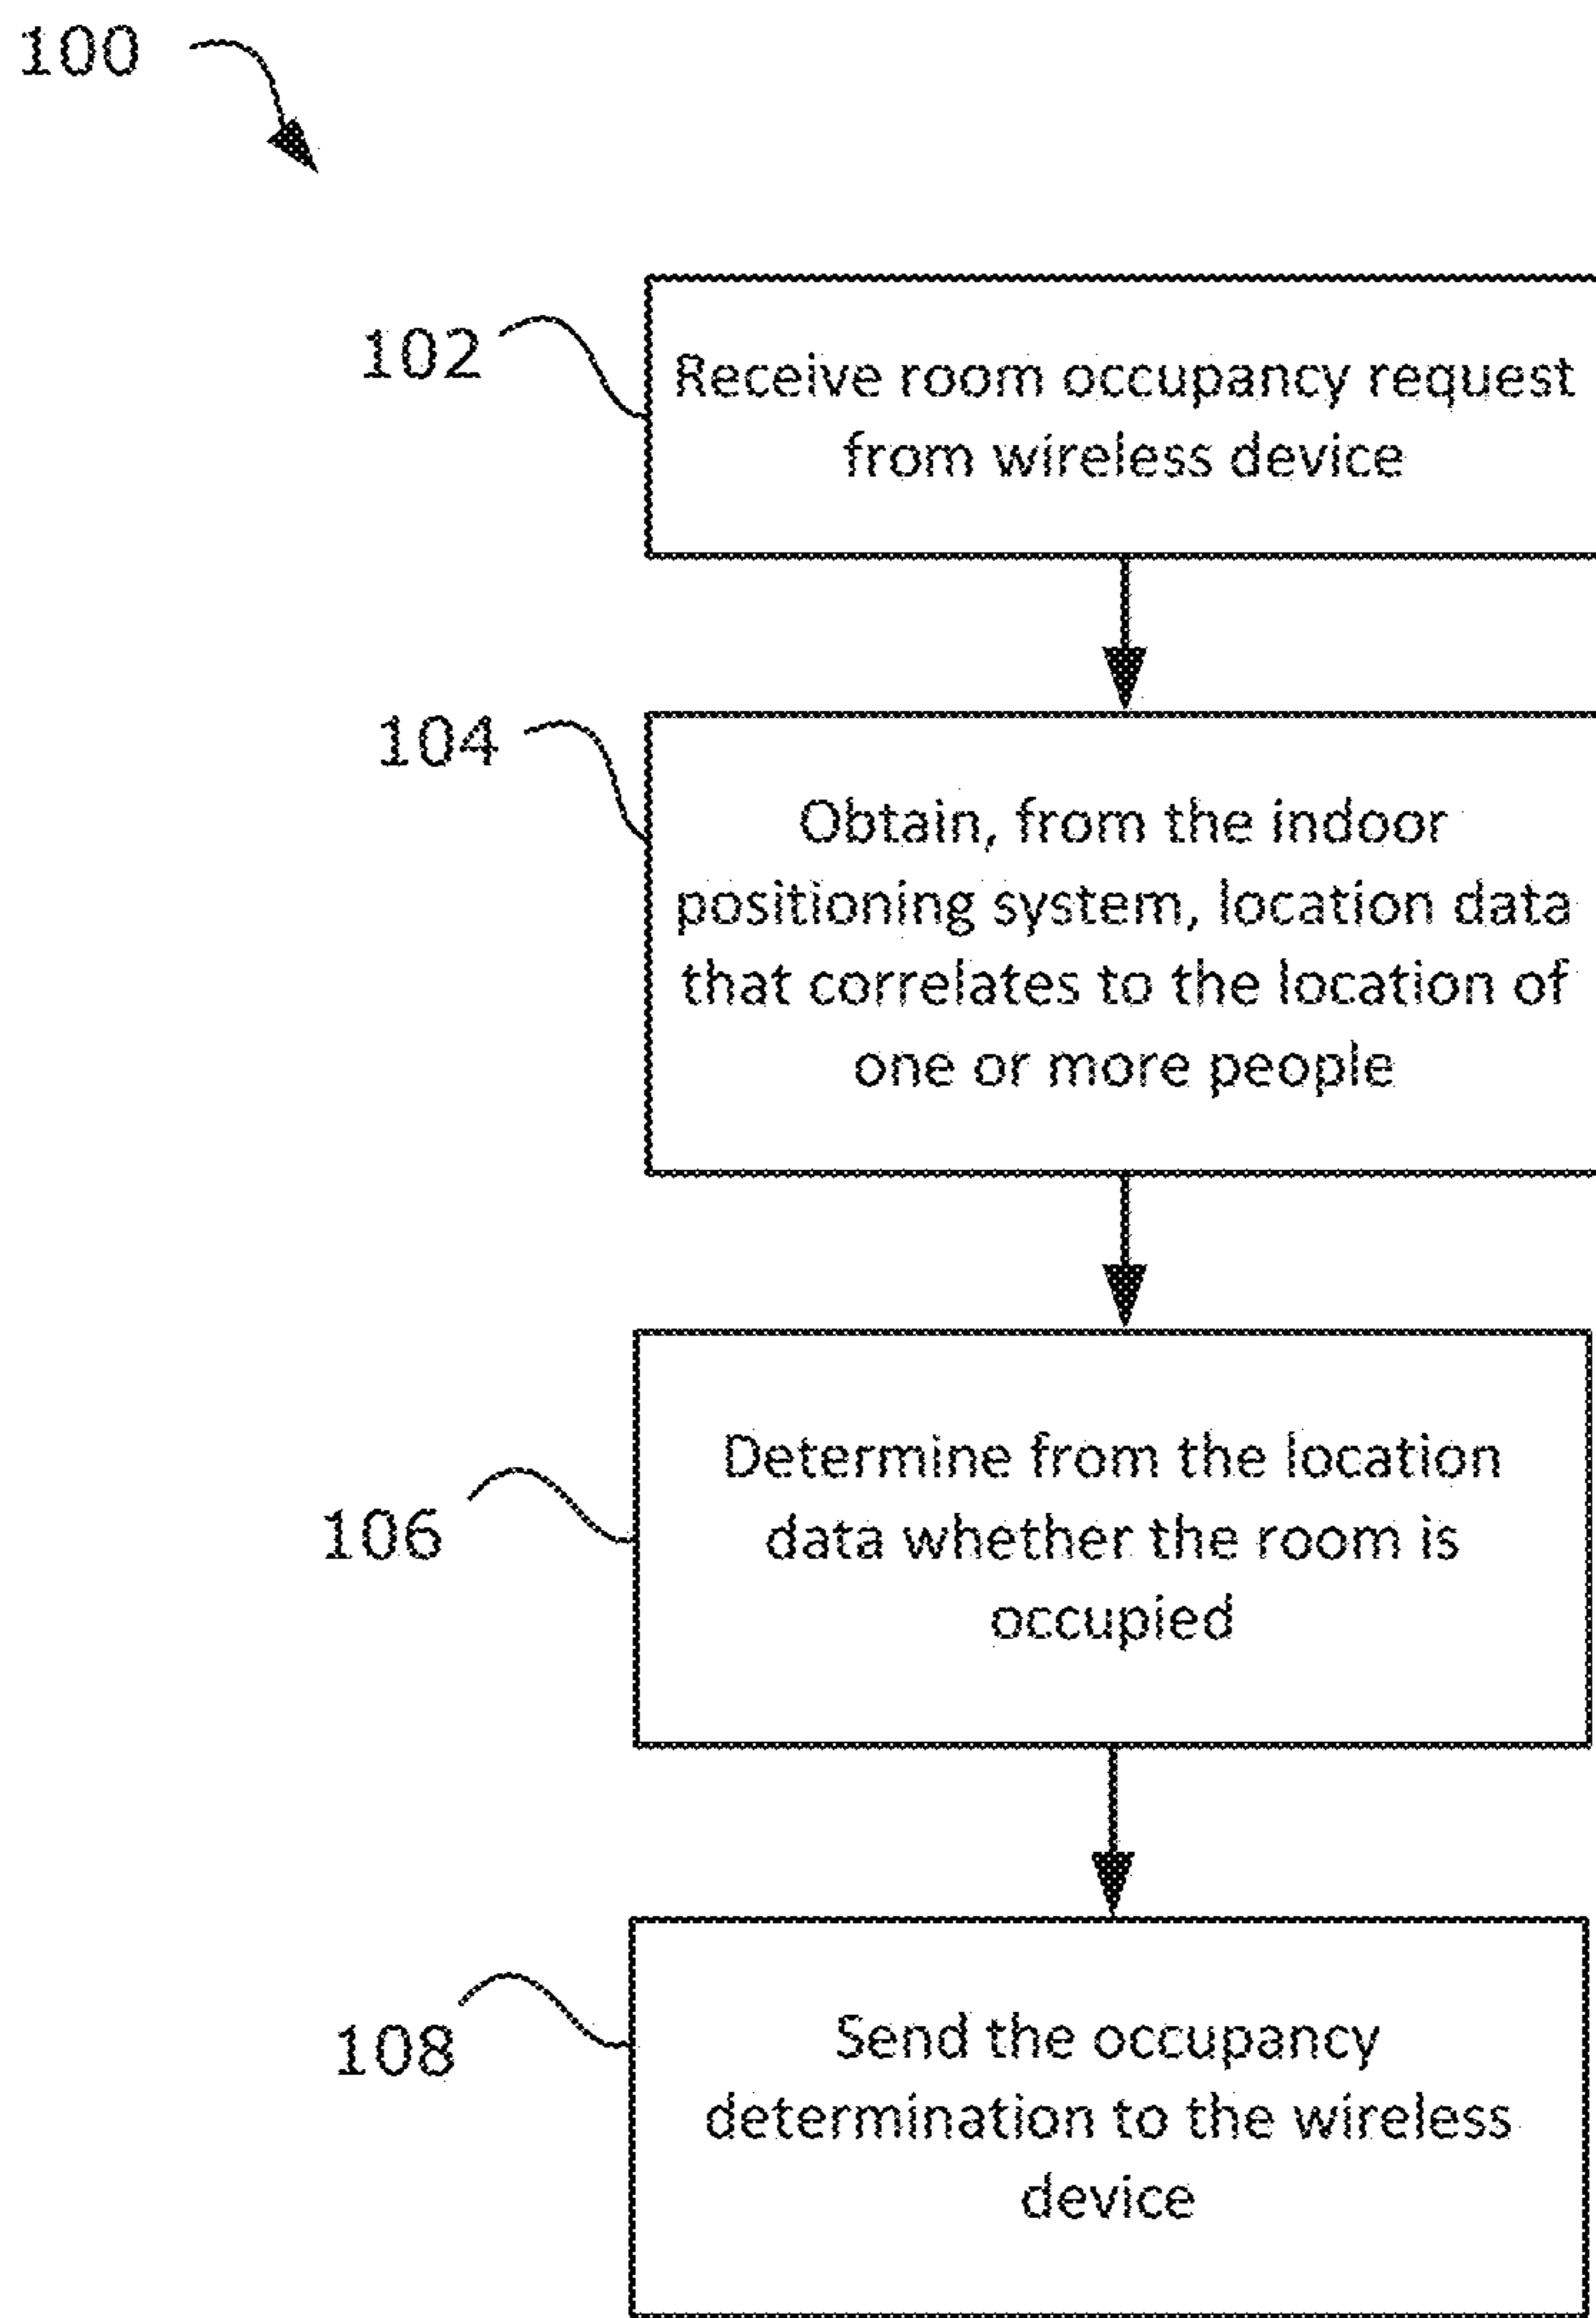 100
102
Receive room occupancy request
from wireless device
104
Obtain, from the indoor
positioning system, location data
that correlates to the location of
one or more people
106
Determine from the location
data whether the room is
occupied
108
Send the occupancy
determination to the wireless
device